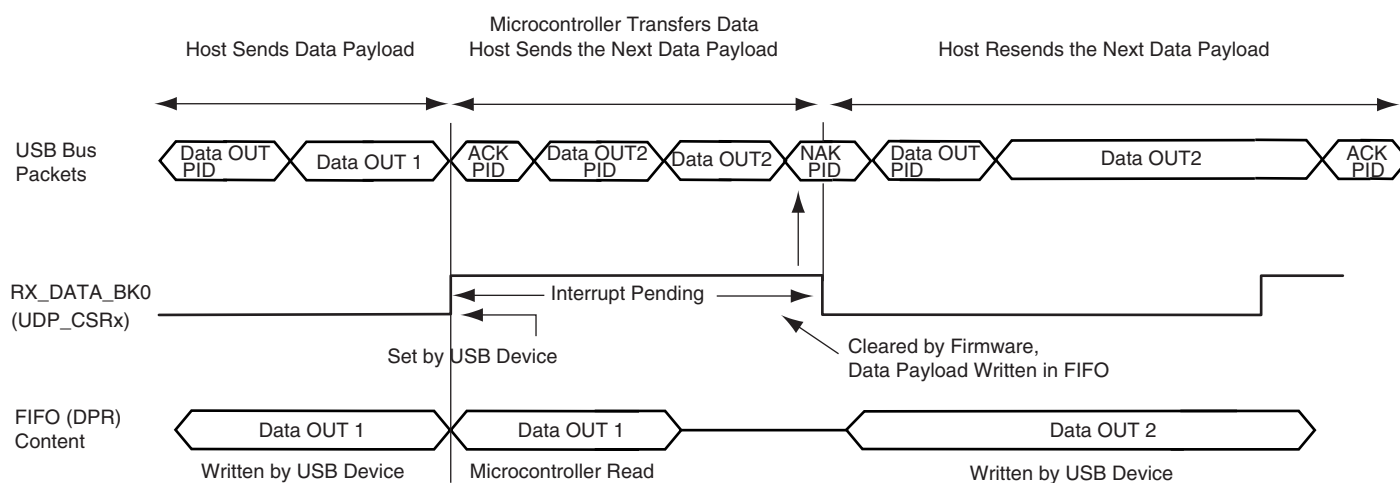 Host Sends Data Payload
Microcontroller Transfers Data
Host Sends the Next Data Payload
Host Resends the Next Data Payload
USB Bus
Packets
Data OUT
PID
Data OUT 1
ACK
PID
Data OUT2
PID
Data OUT2
NAK
PID
Data OUT
PID
Data OUT2
ACK
PID
RX_DATA_BK0
(UDP_CSRx)
Interrupt Pending
Set by USB Device
Cleared by Firmware,
Data Payload Written in FIFO
FIFO (DPR)
Content
Data OUT 1
Data OUT 1
Data OUT 2
Written by USB Device
Microcontroller Read
Written by USB Device